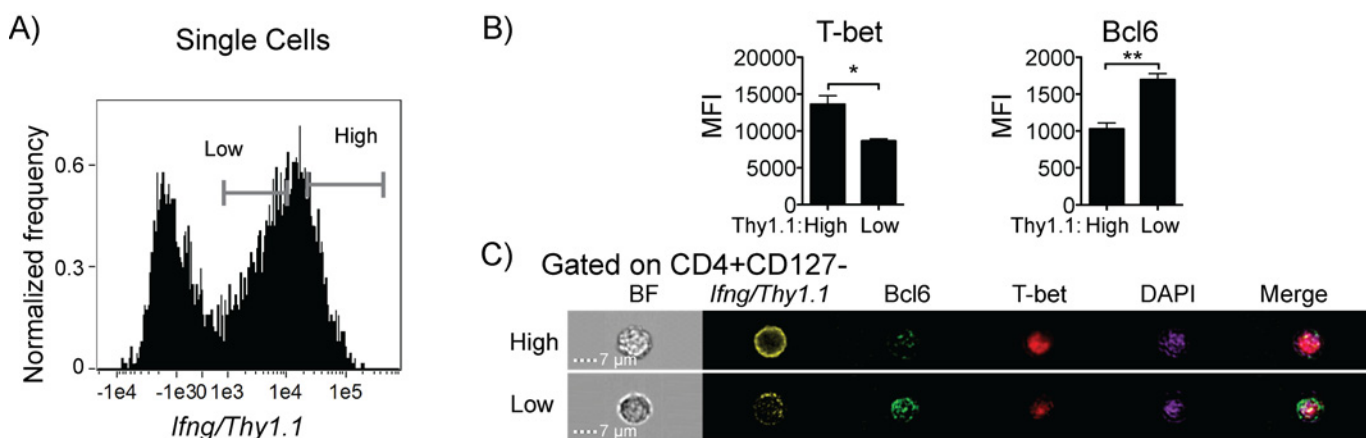 A)
Single Cells
Low
High
Normalized frequency
0.6
0.3
0
-1e4 -1e30 1e3 1e4 1e5
Ifng/Thy1.1
B)
T-bet
MFI
20000
15000
10000
5000
0
*
Thy1.1: High Low
Bcl6
MFI
2000
1500
1000
500
0
**
Thy1.1: High Low
C) Gated on CD4+CD127-
BF Ifng/Thy1.1 Bcl6 T-bet DAPI Merge
High
7 µm
Low
7 µm